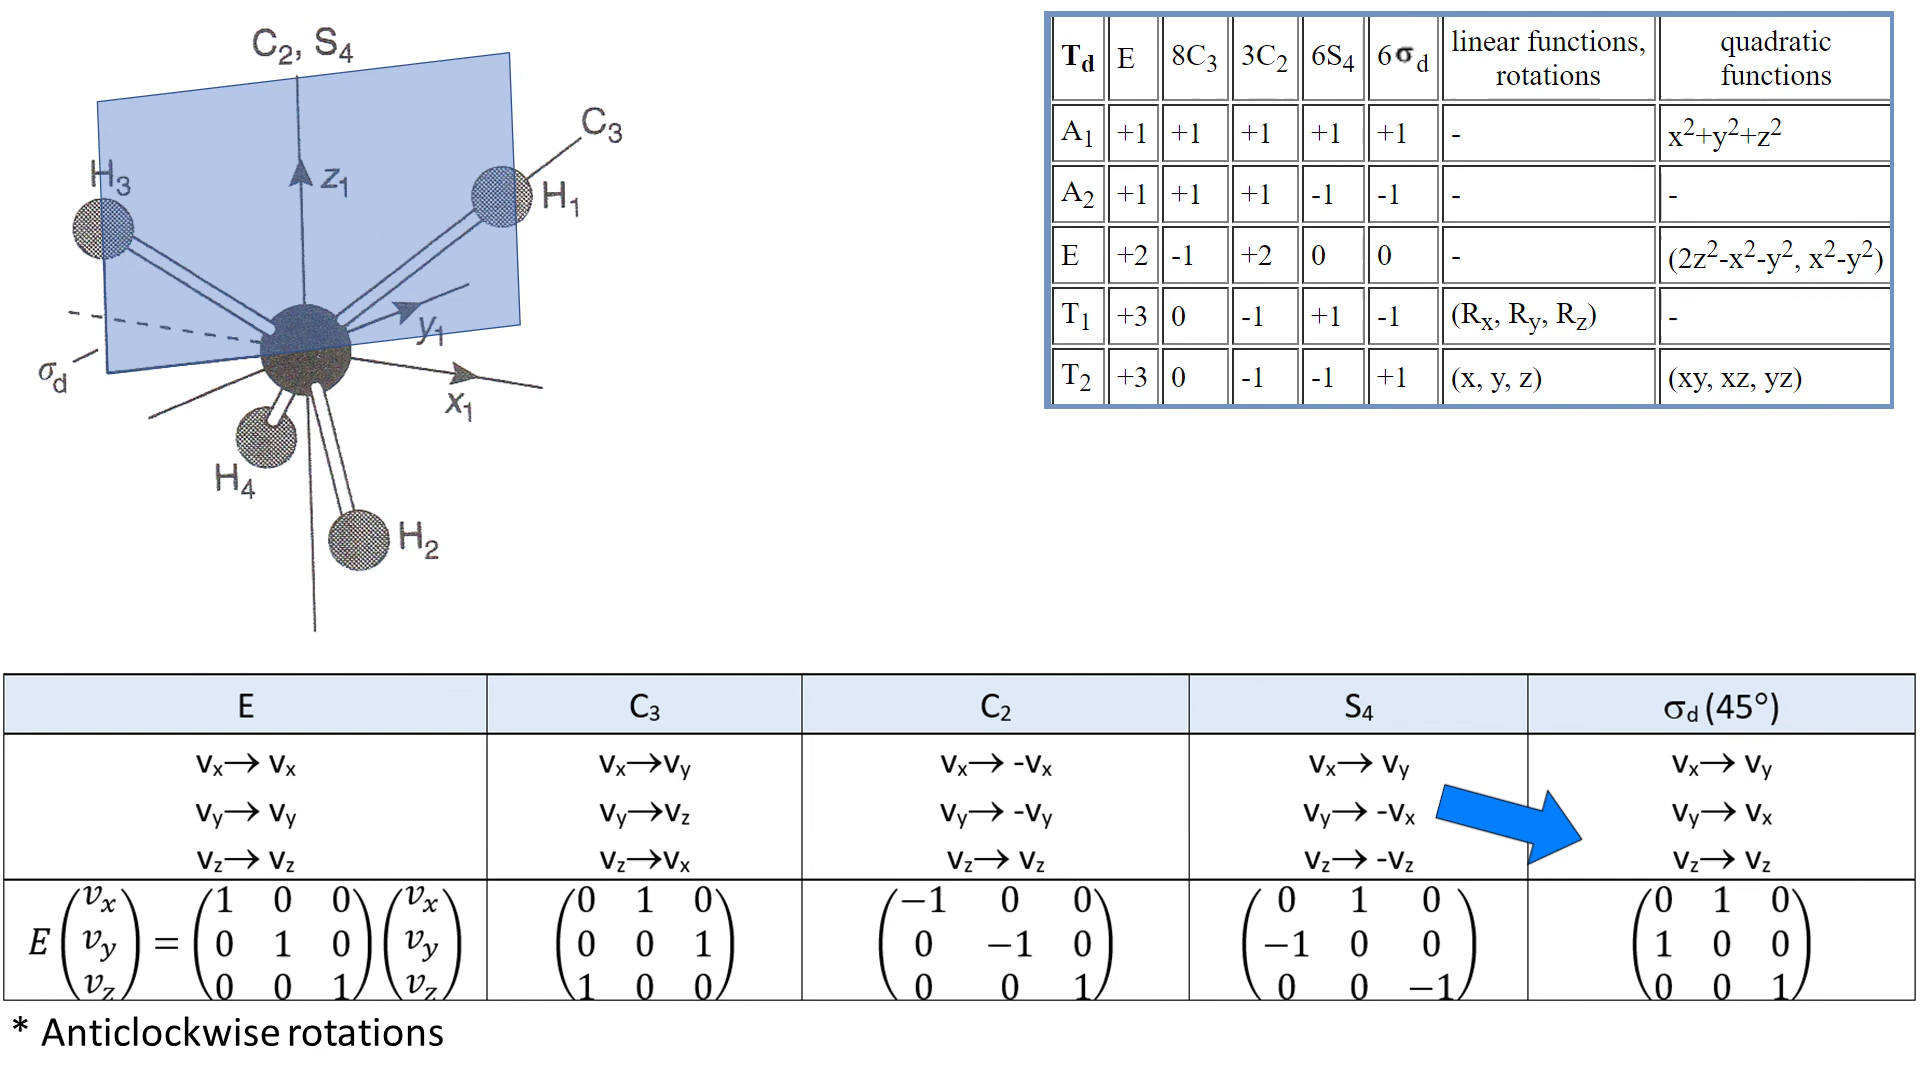 C₂, S₄
C₃
H₃
z₁
H₁
y₁
σd
x₁
H₄
H₂
Td E 8C₃ 3C₂ 6S₄ 6σd linear functions, rotations quadratic functions
A₁ +1 +1 +1 +1 +1 - x²+y²+z²
A₂ +1 +1 +1 -1 -1 - -
E +2 -1 +2 0 0 - (2z²-x²-y², x²-y²)
T₁ +3 0 -1 +1 -1 (Rx, Ry, Rz) -
T₂ +3 0 -1 -1 +1 (x, y, z) (xy, xz, yz)
E C₃ C₂ S₄ σd (45°)
vx→ vx vx→vy vx→ -vx vx→ vy vx→ vy
vy→ vy vy→vz vy→ -vy vy→ -vx vy→ vx
vz→ vz vz→vx vz→ vz vz→ -vz vz→ vz
vx 1 0 0 vx 0 1 0 −1 0 0 0 1 0 0 1 0
E vy = 0 1 0 vy 0 0 1 0 −1 0 −1 0 0 1 0 0
vz 0 0 1 vz 1 0 0 0 0 1 0 0 −1 0 0 1
* Anticlockwise rotations